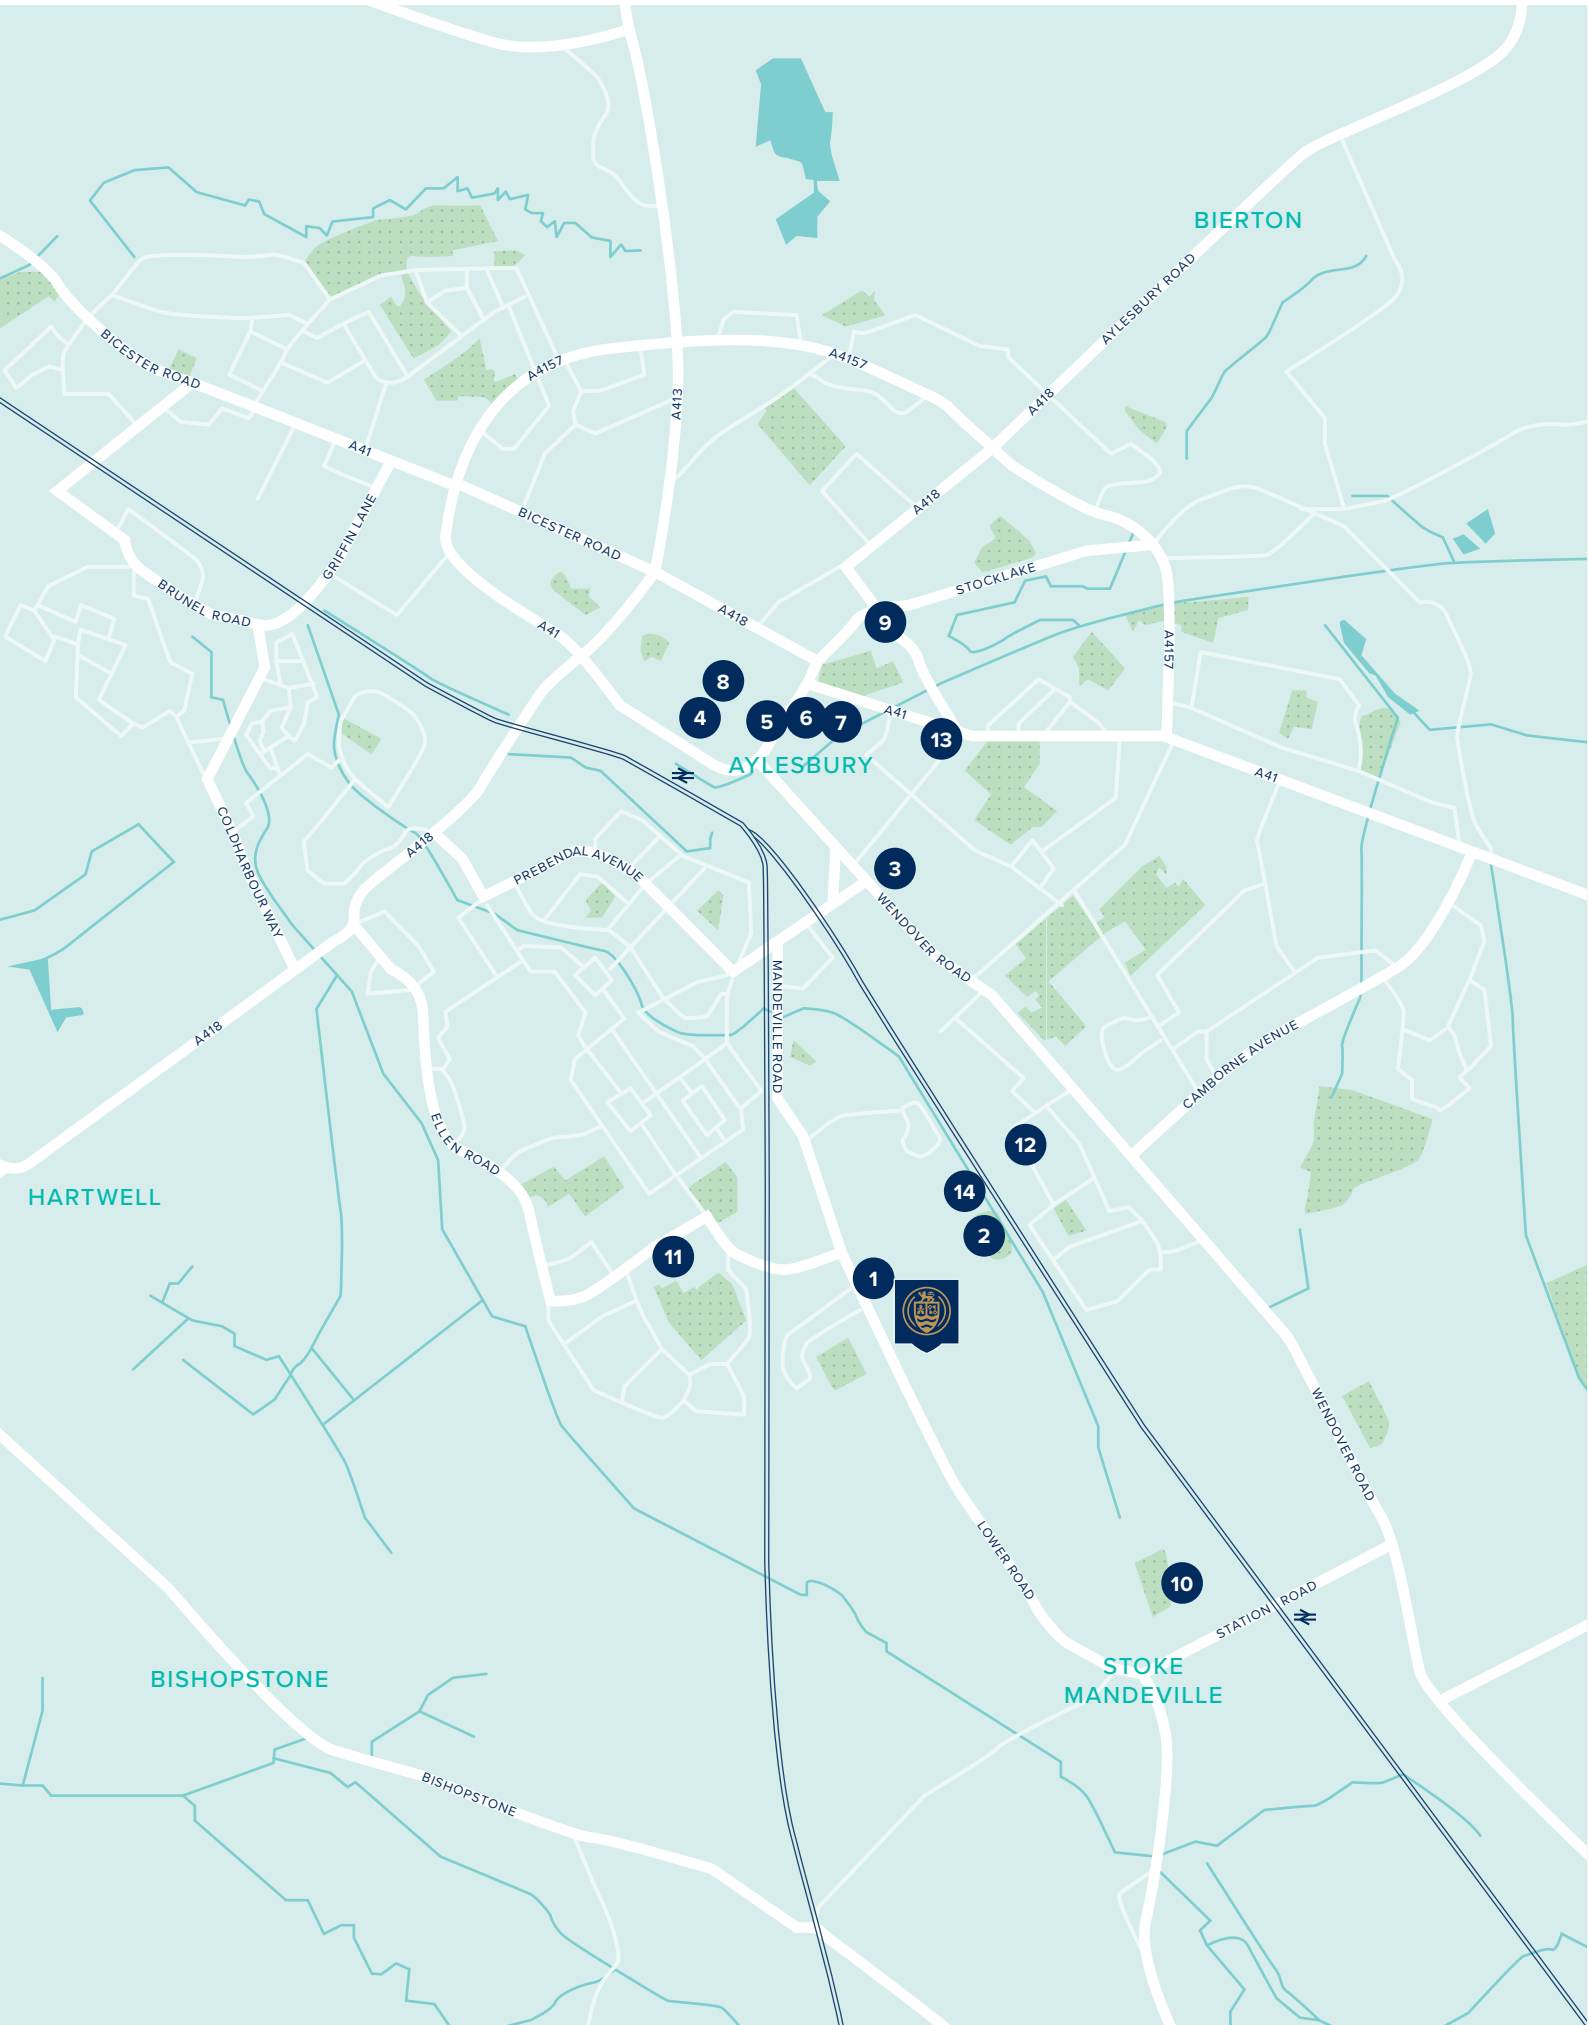 BIERTON
AYLESBURY ROAD
BICESTER ROAD
A4157
A4157
A413
A418
A41
A418
GRIFFIN LANE
BICESTER ROAD
STOCKLAKE
BRUNEL ROAD
A418
9
A41
A4157
8
4
5
6
7
A41
13
AYLESBURY
A41
COLDHARBOUR WAY
A418
PREBENDAL AVENUE
3
WENDOVER ROAD
MANDEVILLE ROAD
A418
CAMBORNE AVENUE
ELLEN ROAD
12
14
HARTWELL
2
11
1
WENDOVER ROAD
LOWER ROAD
10
STATION ROAD
STOKE
MANDEVILLE
BISHOPSTONE
BISHOPSTONE